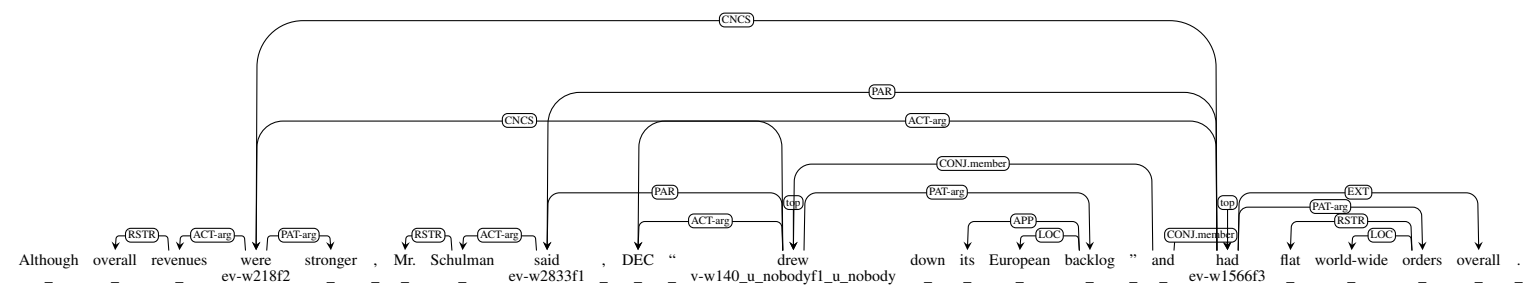 CNCS
PAR
CNCS ACT-arg
CONJ.member
PAR top PAT-arg top EXT
ACT-arg APP PAT-arg RSTR
RSTR ACT-arg PAT-arg RSTR ACT-arg LOC CONJ.member LOC
Although overall revenues were stronger , Mr. Schulman said , DEC “ drew down its European backlog ” and had flat world-wide orders overall .
_ _ _ ev-w218f2 _ _ _ _ ev-w2833f1 _ _ _ v-w140_u_nobodyf1_u_nobody _ _ _ _ _ _ ev-w1566f3 _ _ _ _ _